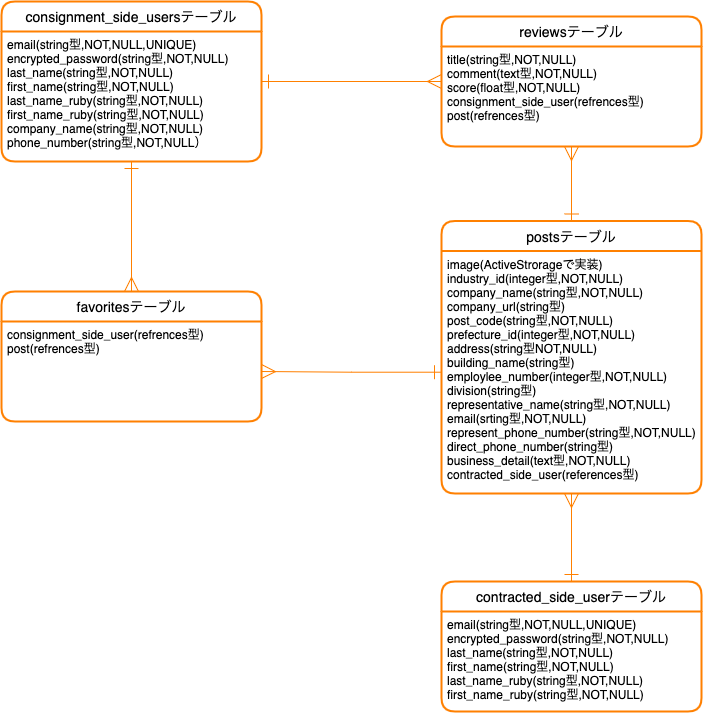 consignment_side_usersテーブル
email(string型,NOT,NULL,UNIQUE)
encrypted_password(string型,NOT,NULL)
last_name(string型,NOT,NULL)
first_name(string型,NOT,NULL)
last_name_ruby(string型,NOT,NULL)
first_name_ruby(string型,NOT,NULL)
company_name(string型,NOT,NULL)
phone_number(string型,NOT,NULL）
reviewsテーブル
title(string型,NOT,NULL)
comment(text型,NOT,NULL)
score(float型,NOT,NULL)
consignment_side_user(refrences型)
post(refrences型)
favoritesテーブル
consignment_side_user(refrences型)
post(refrences型)
postsテーブル
image(ActiveStrorageで実装)
industry_id(integer型,NOT,NULL)
company_name(string型,NOT,NULL)
company_url(string型)
post_code(string型,NOT,NULL)
prefecture_id(integer型,NOT,NULL)
address(string型NOT,NULL)
building_name(string型)
employlee_number(integer型,NOT,NULL)
division(string型)
representative_name(string型,NOT,NULL)
email(srting型,NOT,NULL)
represent_phone_number(string型,NOT,NULL)
direct_phone_number(string型)
business_detail(text型,NOT,NULL)
contracted_side_user(references型)
contracted_side_userテーブル
email(string型,NOT,NULL,UNIQUE)
encrypted_password(string型,NOT,NULL)
last_name(string型,NOT,NULL)
first_name(string型,NOT,NULL)
last_name_ruby(string型,NOT,NULL)
first_name_ruby(string型,NOT,NULL)